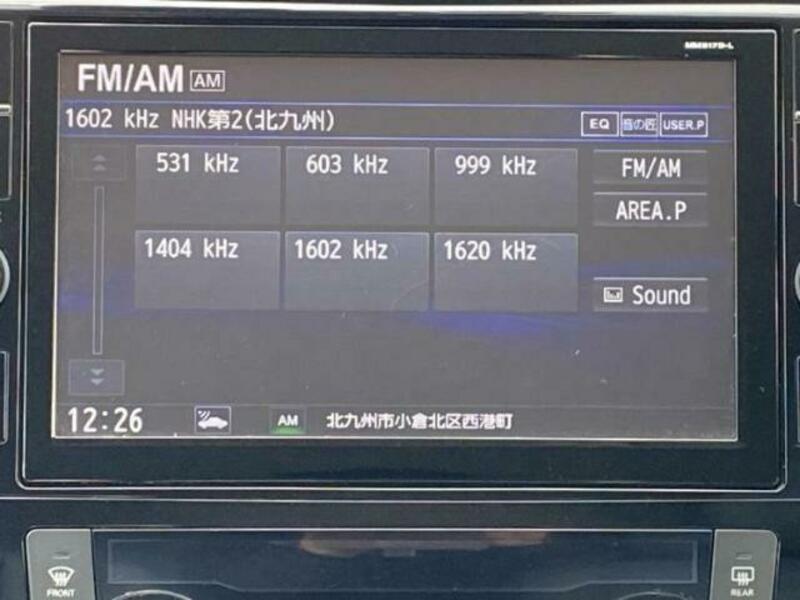 MM517D-L
FM/AM AM
1602 kHz NHK第2(北九州)
EQ 音の匠 USER.P
531 kHz 603 kHz 999 kHz FM/AM
AREA.P
1404 kHz 1602 kHz 1620 kHz
Sound
12:26 AM 北九州市小倉北区西港町
FRONT REAR